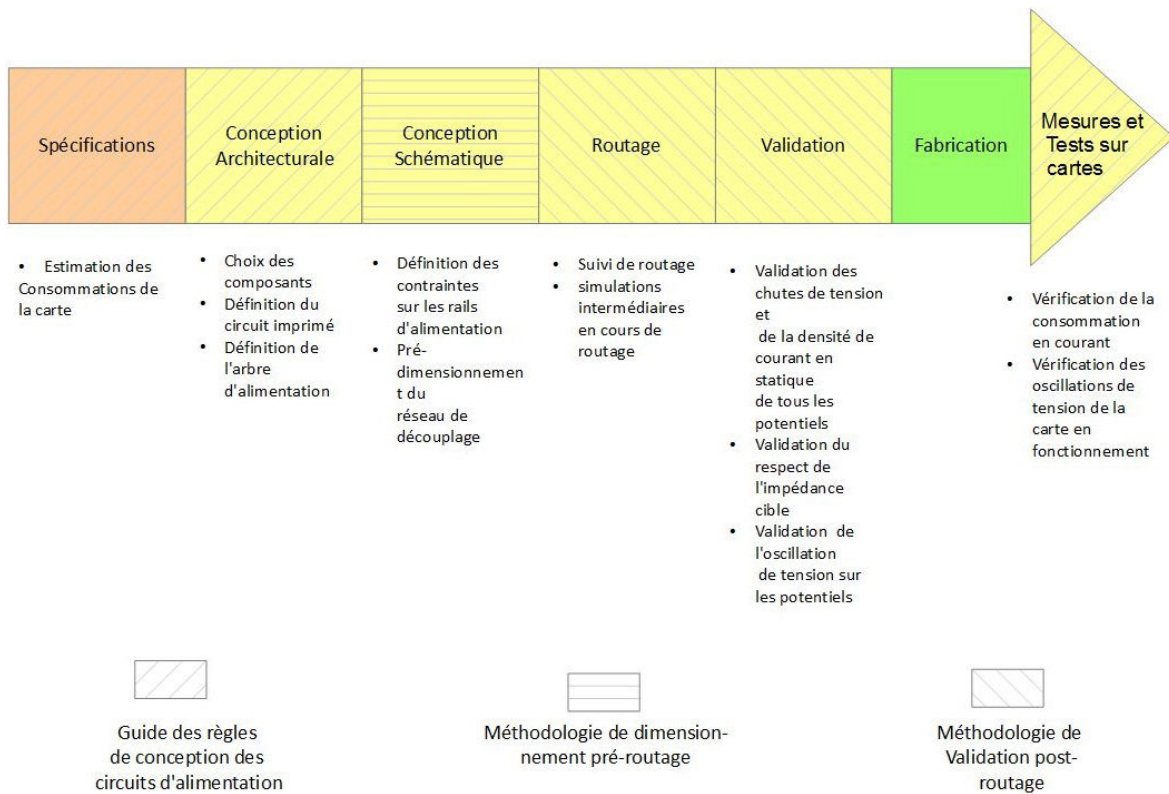 Spécifications
Conception
Architecturale
Conception
Schématique
Routage
Validation
Fabrication
Mesures et
Tests sur
cartes
• Estimation des
Consommations de
la carte
• Choix des
composants
• Définition du
circuit imprimé
• Définition de
l'arbre
d'alimentation
• Définition des
contraintes
sur les rails
d'alimentation
• Pré-
dimensionnemen
t du
réseau de
découplage
• Suivi de routage
• simulations
intermédiaires
en cours de
routage
• Validation des
chutes de tension
et
de la densité de
courant en
statique
de tous les
potentiels
• Validation du
respect de
l'impédance
cible
• Validation de
l'oscillation
de tension sur
les potentiels
• Vérification de la
consommation
en courant
• Vérification des
oscillations de
tension de la
carte en
fonctionnement
Guide des règles
de conception des
circuits d'alimentation
Méthodologie de dimension-
nement pré-routage
Méthodologie de
Validation post-
routage